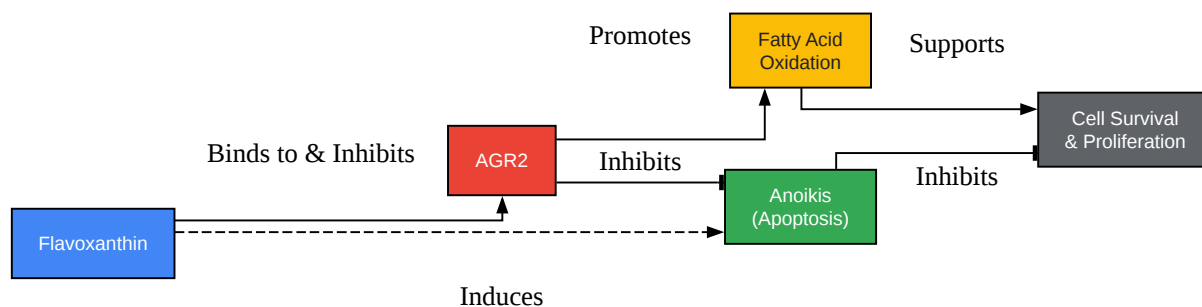 Promotes
Fatty Acid
Oxidation
Supports
Cell Survival
& Proliferation
Binds to & Inhibits
AGR2
Inhibits
Anoikis
(Apoptosis)
Inhibits
Flavoxanthin
Induces